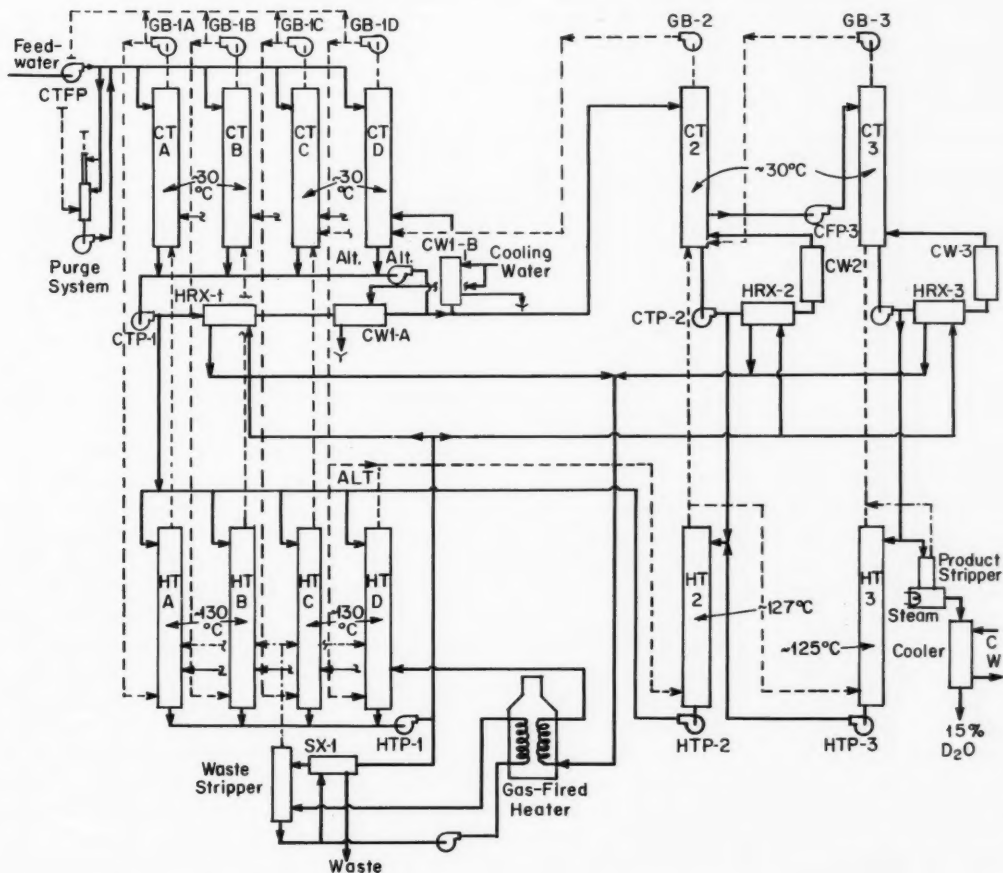 GB-1A GB-1B GB-1C GB-1D GB-2 GB-3
Feed-
water
CTFP
CT
A
CT
B
CT
C
CT
D
CT
2
CT
3
~30
°C
~30
°C
~30°C
Purge
System
Alt. Alt.
CW1-B
Cooling
Water
CFP-3
CW-2
CW-3
HRX-1
HRX-2
HRX-3
CTP-1
CW1-A
CTP-2
ALT
HT
A
HT
B
HT
C
HT
D
HT
2
HT
3
~130
°C
~130
°C
~127°C
~125°C
Product
Stripper
Steam
Cooler
C
W
15%
D₂O
HTP-1
HTP-2
HTP-3
SX-1
Waste
Stripper
Gas-Fired
Heater
Waste